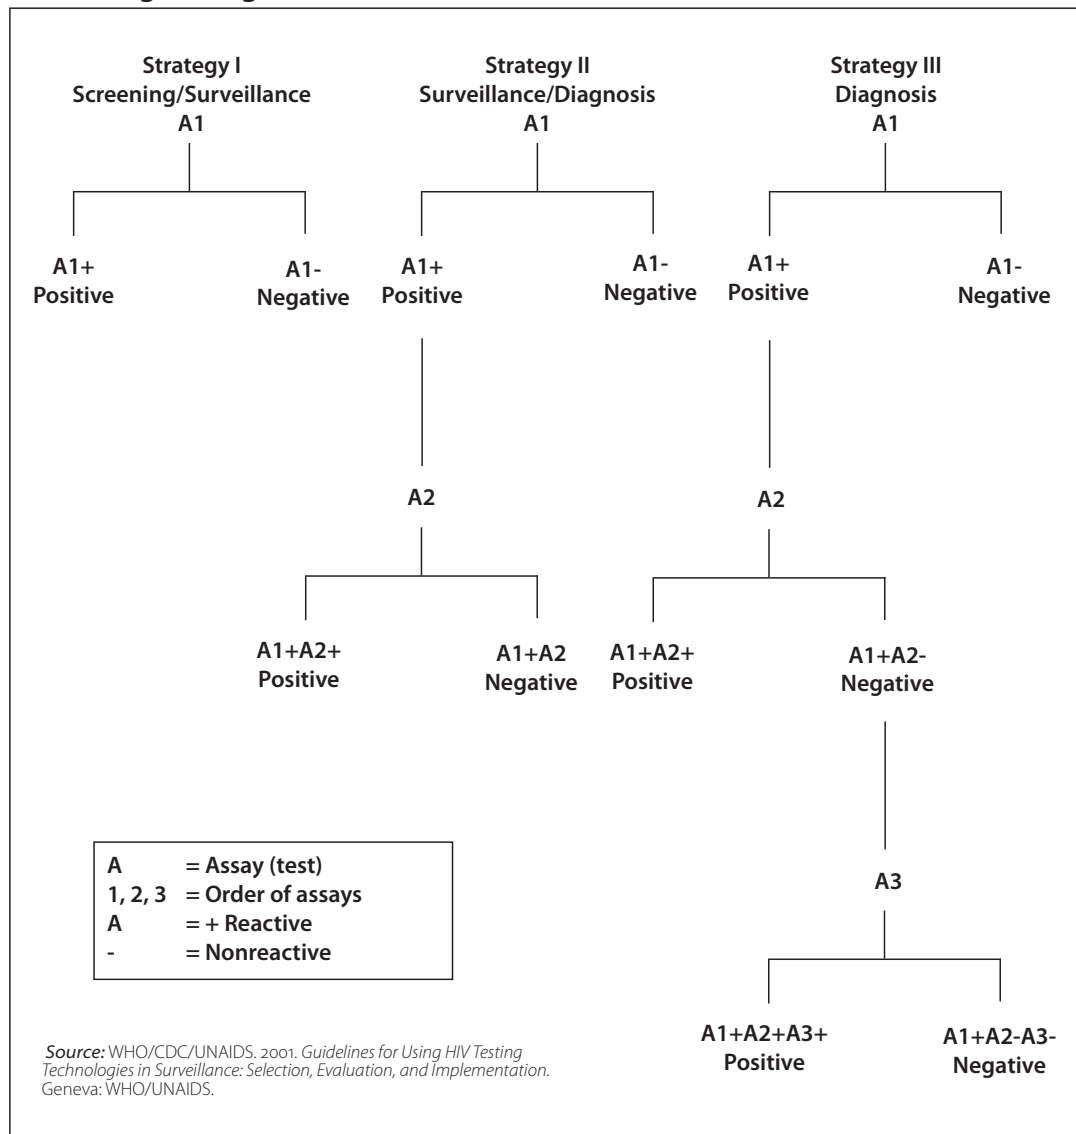 Strategy I
Screening/Surveillance
A1
Strategy II
Surveillance/Diagnosis
A1
Strategy III
Diagnosis
A1
A1+
Positive
A1-
Negative
A1+
Positive
A1-
Negative
A1+
Positive
A1-
Negative
A2
A2
A1+A2+
Positive
A1+A2
Negative
A1+A2+
Positive
A1+A2-
Negative
A3
A1+A2+A3+
Positive
A1+A2-A3-
Negative
A = Assay (test)
1, 2, 3 = Order of assays
A = + Reactive
- = Nonreactive
Source: WHO/CDC/UNAIDS. 2001. Guidelines for Using HIV Testing
Technologies in Surveillance: Selection, Evaluation, and Implementation.
Geneva: WHO/UNAIDS.